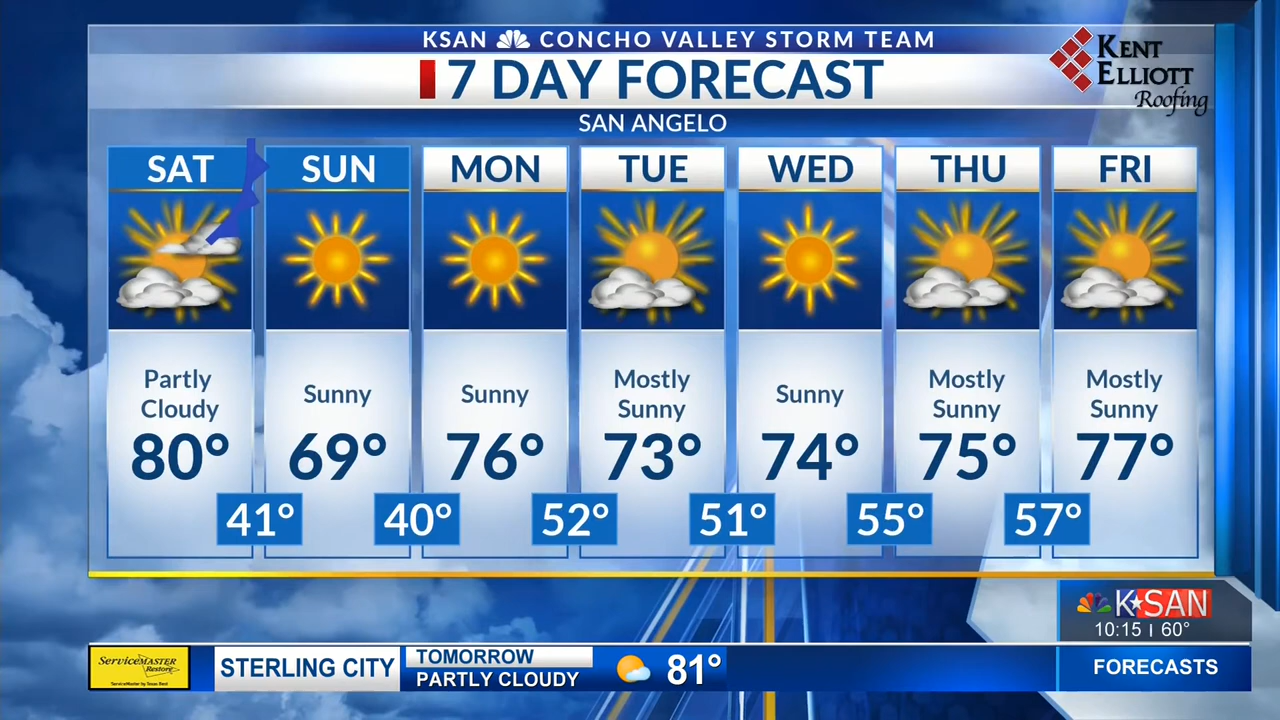 KSAN CONCHO VALLEY STORM TEAM
7 DAY FORECAST
KENT
ELLIOTT
Roofing
SAN ANGELO
SAT SUN MON TUE WED THU FRI
Partly
Cloudy
Sunny
Sunny
Mostly
Sunny
Sunny
Mostly
Sunny
Mostly
Sunny
80° 69° 76° 73° 74° 75° 77°
41° 40° 52° 51° 55° 57°
KSAN
10:15 60°
ServiceMASTER
Restore
STERLING CITY
TOMORROW
PARTLY CLOUDY
81°
FORECASTS